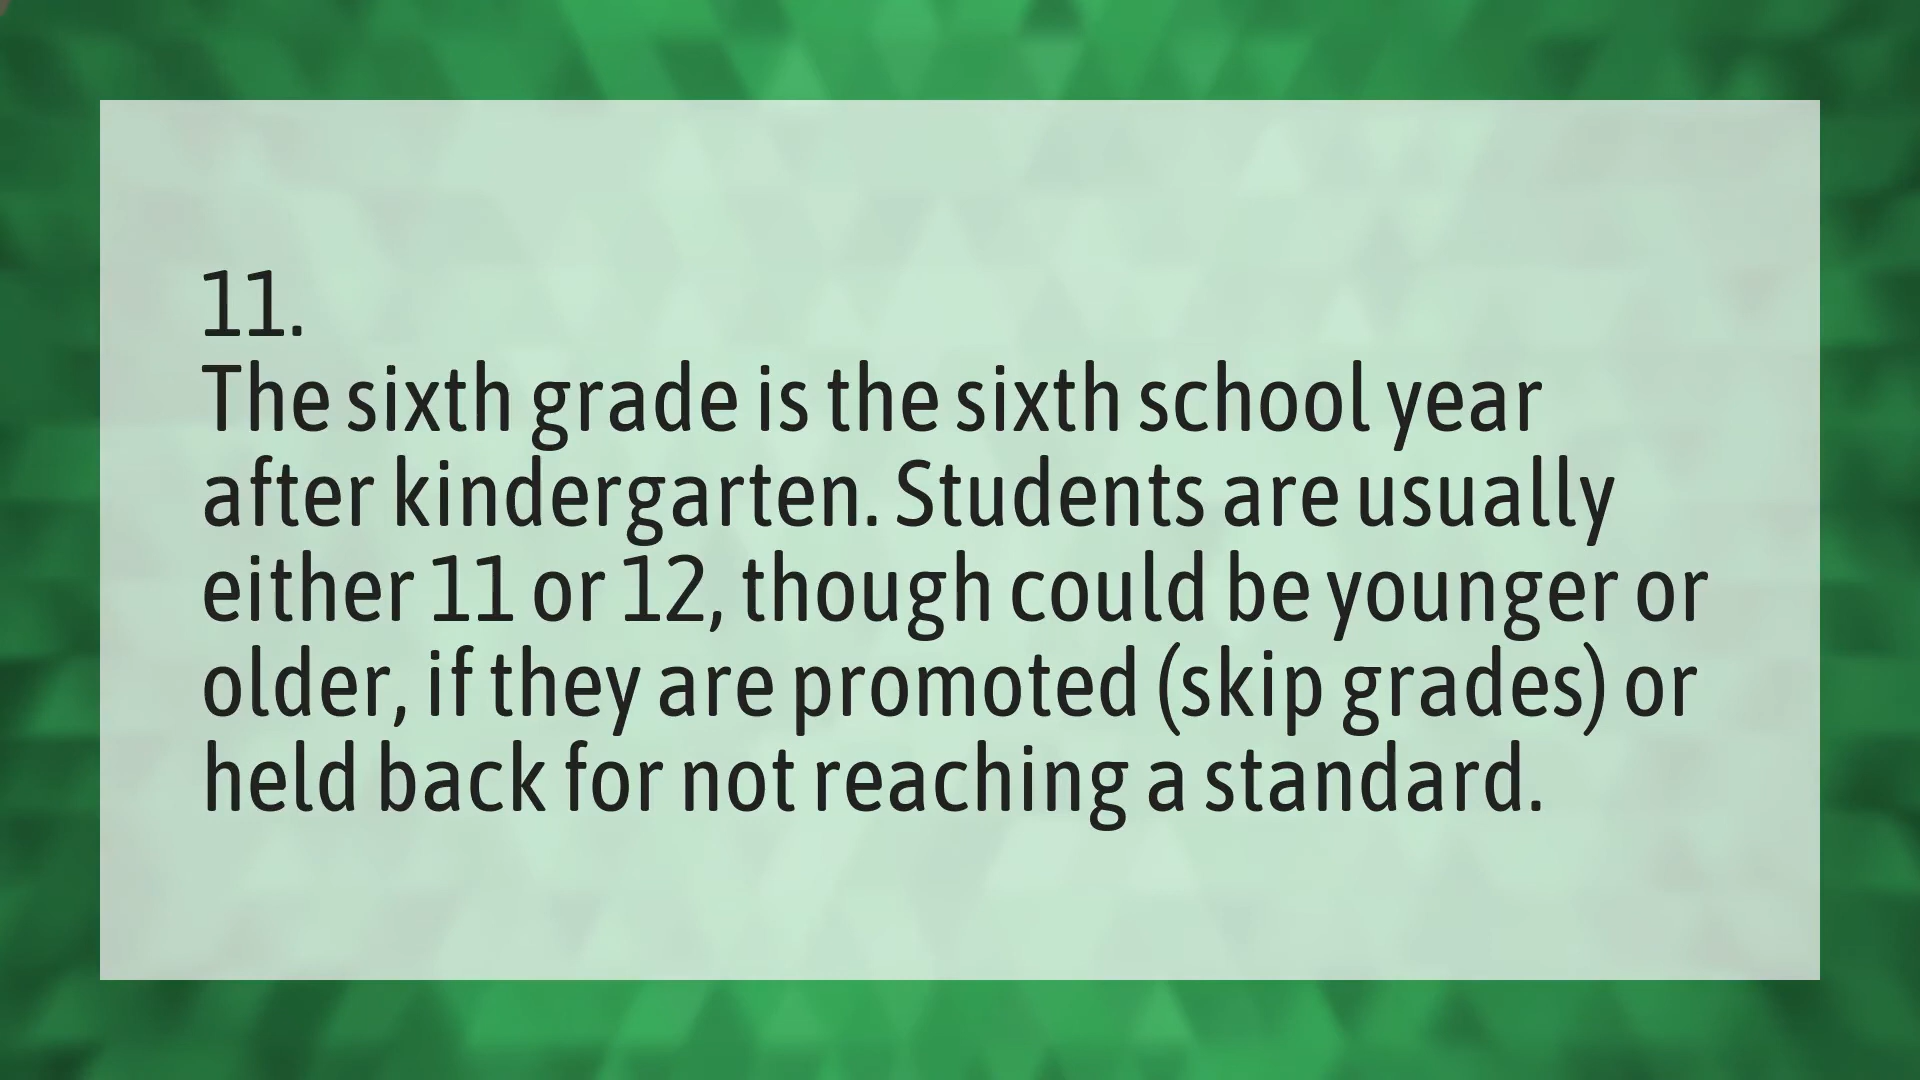 11.
The sixth grade is the sixth school year
after kindergarten. Students are usually
either 11 or 12, though could be younger or
older, if they are promoted (skip grades) or
held back for not reaching a standard.